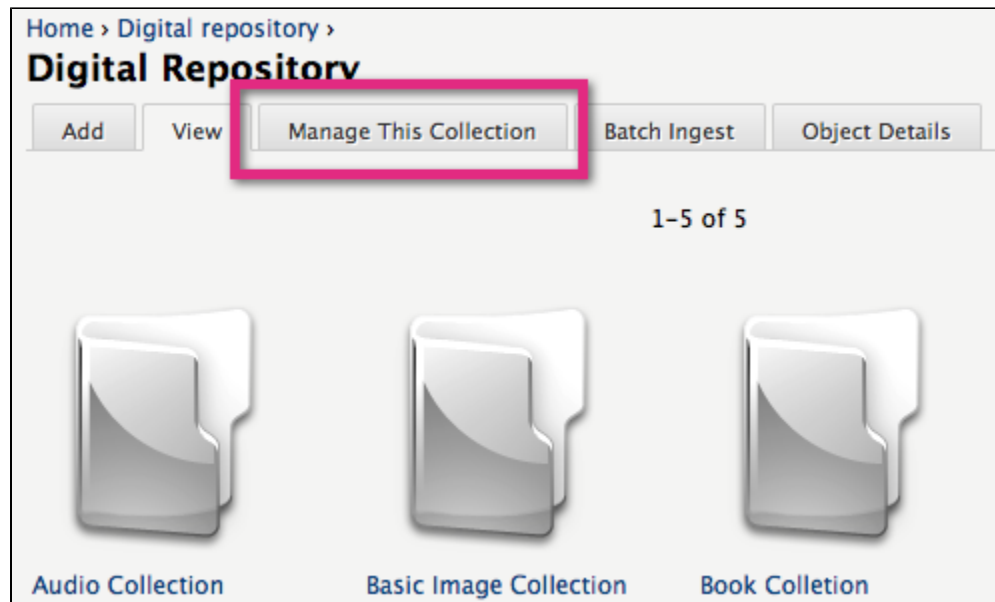 Home › Digital repository ›
Digital Repository
Add View Manage This Collection Batch Ingest Object Details
1–5 of 5
Audio Collection Basic Image Collection Book Colletion